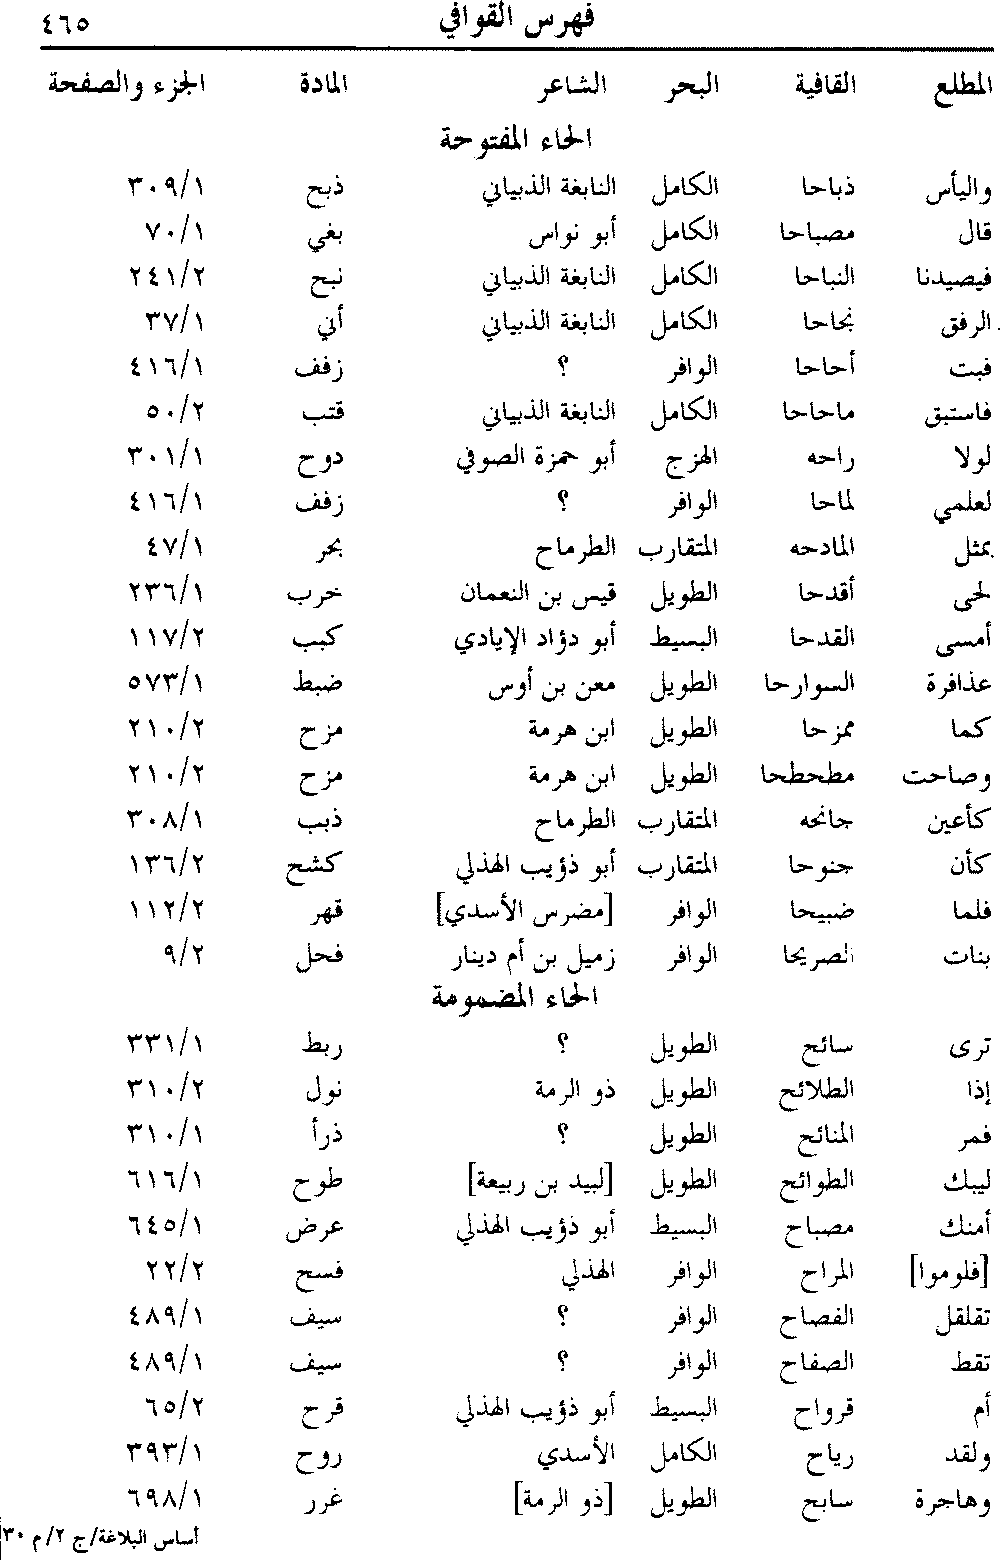 فهرس القوافي ٤٦٥
المطلع القافية البحر الشاعر المادة الجزء والصفحة
الحاء المفتوحة
واليأس ذباحا الكامل النابغة الذبياني ذبح ٣٠٩/١
قال مصباحا الكامل أبو نواس بغي ٧٠/١
فيصيدنا النباحا الكامل النابغة الذبياني نبح ٢٤١/٢
الرفق نجاحا الكامل النابغة الذبياني أني ٣٧/١
فبت أحاحا الوافر ؟ زفف ٤١٦/١
فاستبق ماحاحا الكامل النابغة الذبياني قتب ٥٠/٢
لولا راحه الهزج أبو حمزة الصوفي دوح ٣٠١/١
لعلمي لماحا الوافر ؟ زفف ٤١٦/١
بمثل المادحه المتقارب الطرماح بحر ٤٧/١
لحى أقدحا الطويل قيس بن النعمان خرب ٢٣٦/١
أمسى القدحا البسيط أبو دؤاد الإيادي كبب ١١٧/٢
عذافرة السوارحا الطويل معن بن أوس ضبط ٥٧٣/١
كما ممزحا الطويل ابن هرمة مزح ٢١٠/٢
وصاحت مطحطحا الطويل ابن هرمة مزح ٢١٠/٢
كأعين جانحه المتقارب الطرماح ذبب ٣٠٨/١
كأن جنوحا المتقارب أبو ذؤيب الهذلي كشح ١٣٦/٢
فلما ضبيحا الوافر [مضرس الأسدي] قهر ١١٢/٢
بنات الصريحا الوافر زميل بن أم دينار فحل ٩/٢
الحاء المضمومة
ترى سائح الطويل ؟ ربط ٣٣١/١
إذا الطلائح الطويل ذو الرمة نول ٣١٠/٢
فمر المنائح الطويل ؟ ذرأ ٣١٠/١
ليبك الطوائح الطويل [لبيد بن ربيعة] طوح ٦١٦/١
أمنك مصباح البسيط أبو ذؤيب الهذلي عرض ٦٤٥/١
[فلوموا] المراح الوافر الهذلي فسح ٢٢/٢
تقلقل الفصاح الوافر ؟ سيف ٤٨٩/١
تقط الصفاح الوافر ؟ سيف ٤٨٩/١
أم قرواح البسيط أبو ذؤيب الهذلي قرح ٦٥/٢
ولقد رياح الكامل الأسدي روح ٣٩٣/١
وهاجرة سابح الطويل [ذو الرمة] غرر ٦٩٨/١
أساس البلاغة/ج ٢/م ٣٠